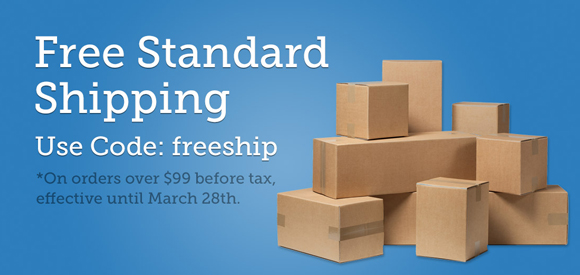 Free Standard
Shipping
Use Code: freeship
*On orders over $99 before tax,
effective until March 28th.